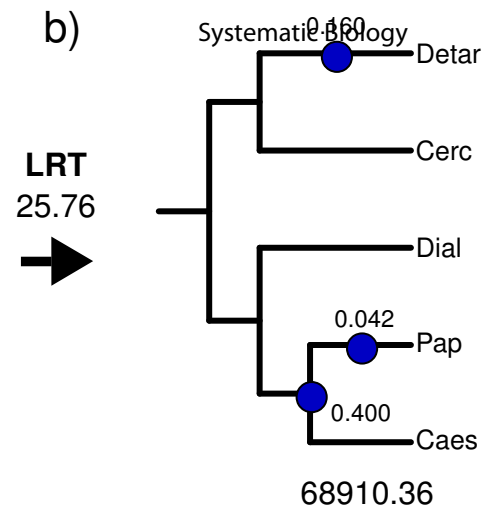 b)
0.160
Systematic Biology
Detar
LRT
25.76
Cerc
Dial
0.042
Pap
0.400
Caes
68910.36